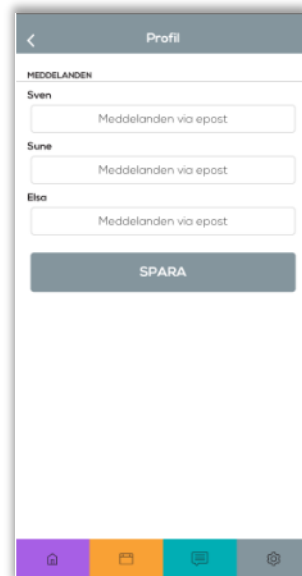 Profil
MEDDELANDEN
Sven
Meddelanden via epost
Sune
Meddelanden via epost
Elsa
Meddelanden via epost
SPARA